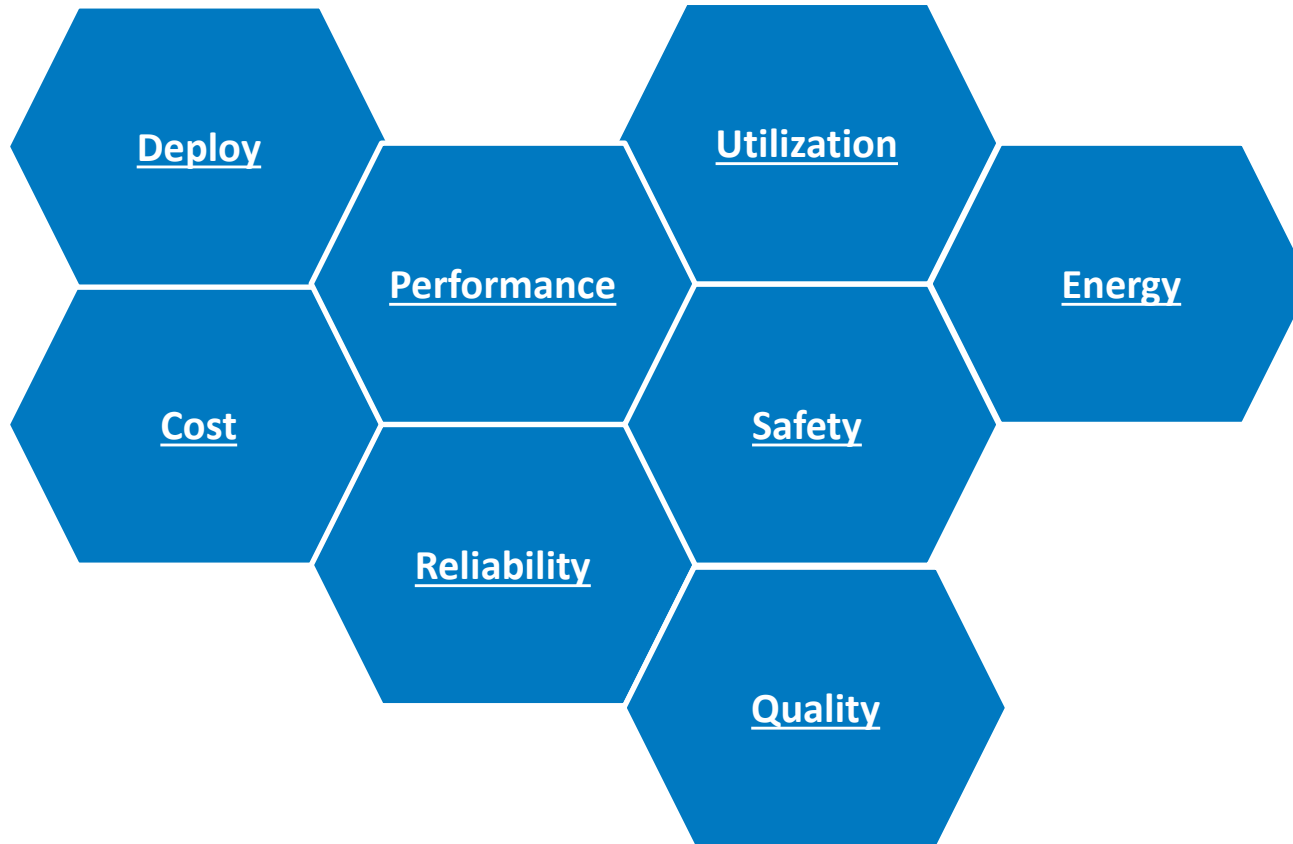 Deploy
Utilization
Performance
Energy
Cost
Safety
Reliability
Quality